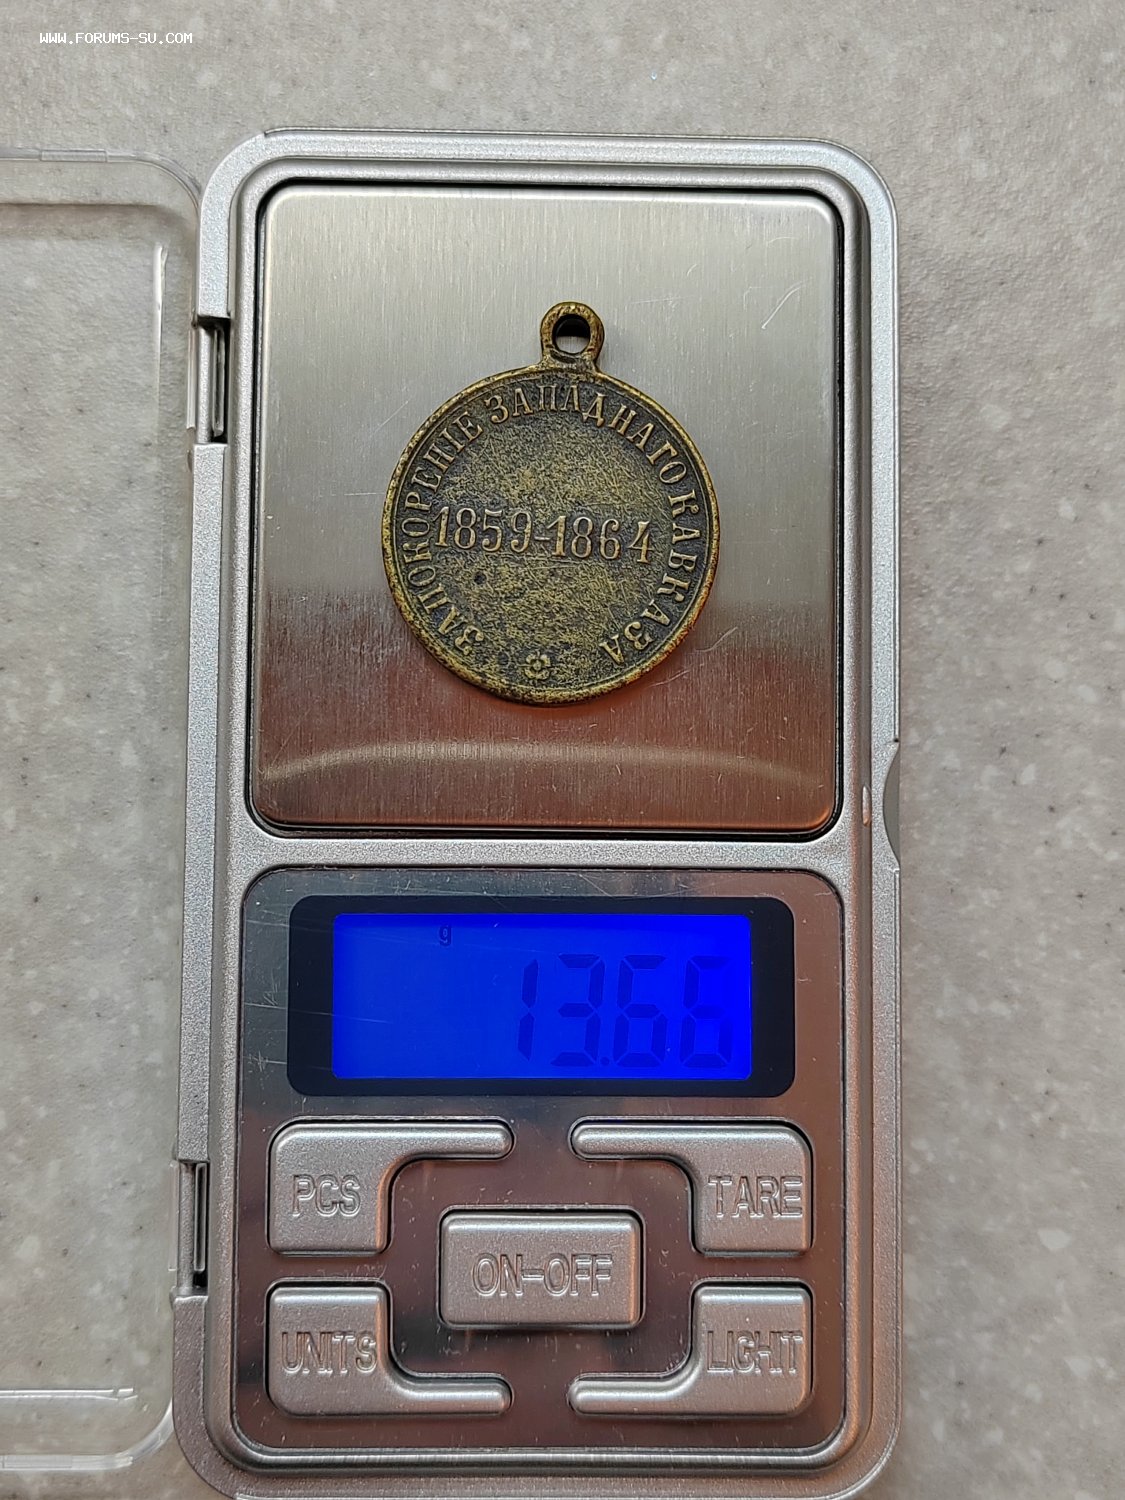 WWW.FORUMS-SU.COM
ЗА ПОКОРЕНІЕ ЗАПАДНАГО КАВКАЗА
1859-1864
g
13.66
PCS
TARE
ON-OFF
UNITS
LIGHT